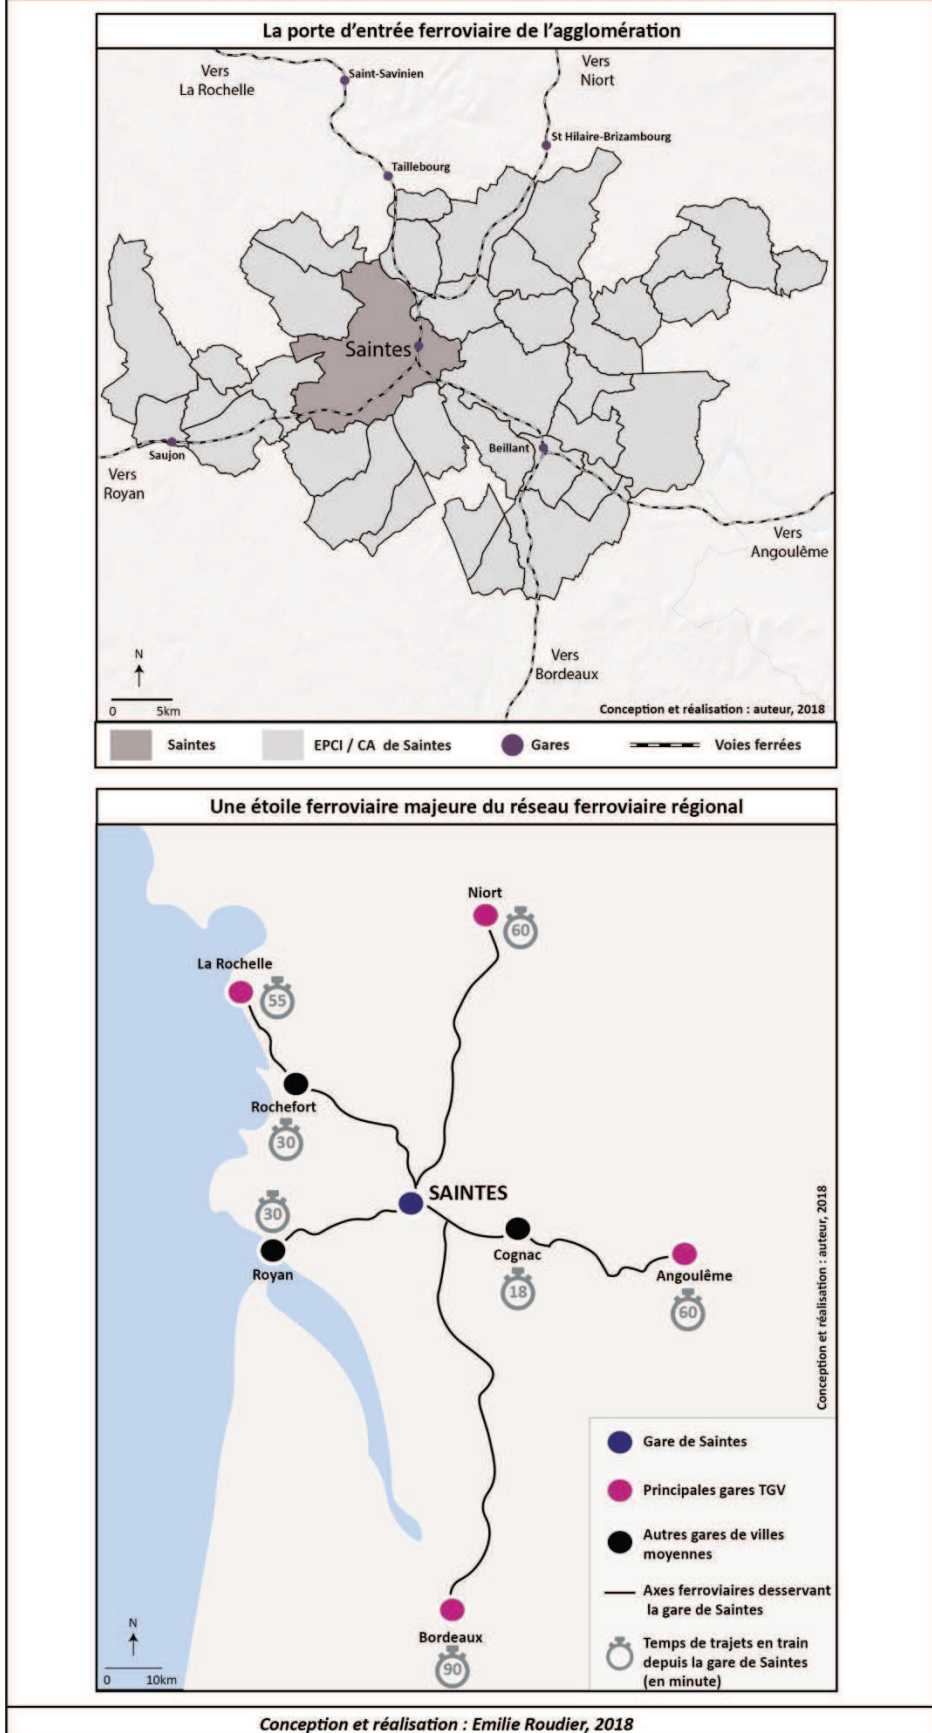 La porte d'entrée ferroviaire de l'agglomération
Vers
La Rochelle
Saint-Savinien
Vers
Niort
St Hilaire-Brizambourg
Taillebourg
Saintes
Beillant
Saujon
Vers
Royan
Vers
Angoulême
Vers
Bordeaux
N
0 5km
Conception et réalisation : auteur, 2018
Saintes
EPCI / CA de Saintes
Gares
Voies ferrées
Une étoile ferroviaire majeure du réseau ferroviaire régional
Niort
60
La Rochelle
55
Rochefort
30
30
SAINTES
Royan
Cognac
18
Angoulême
60
Conception et réalisation : auteur, 2018
Bordeaux
90
N
0 10km
Gare de Saintes
Principales gares TGV
Autres gares de villes
moyennes
Axes ferroviaires desservant
la gare de Saintes
Temps de trajets en train
depuis la gare de Saintes
(en minute)
Conception et réalisation : Emilie Roudier, 2018